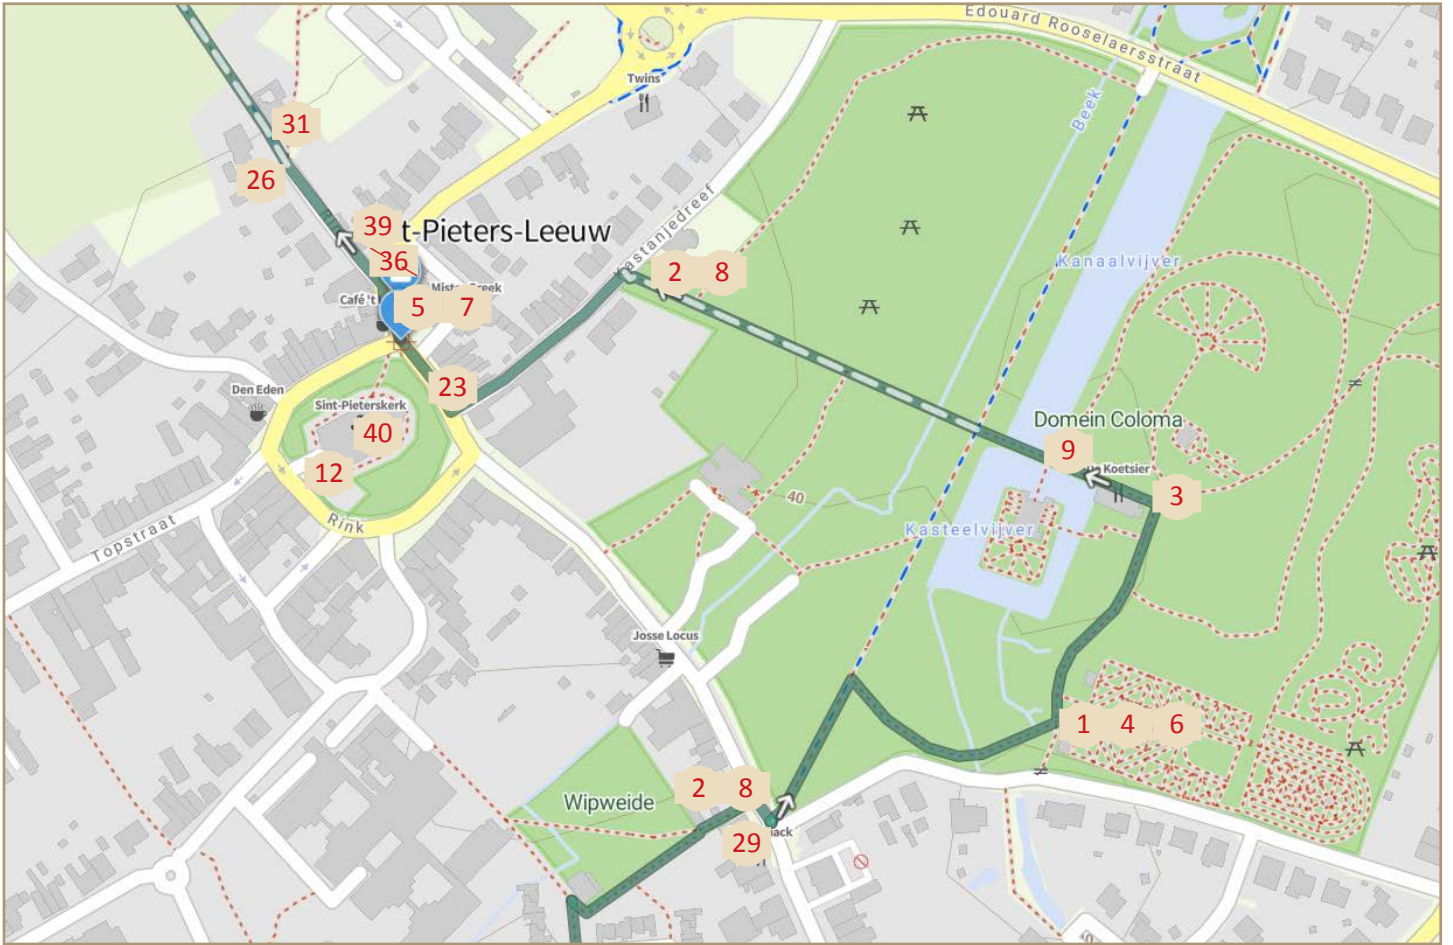 Edouard Rooselaersstraat
Twins
Beek
31
26
39
t-Pieters-Leeuw
Kastanjedreef
36
2 8
Kanaalvijver
Café 't
5 7
Den Eden
23
Sint-Pieterskerk
40
Domein Coloma
12
9
Koetsier
3
40
Rink
Topstraat
Kasteelvijver
Josse Locus
1 4 6
2 8
Wipweide
29